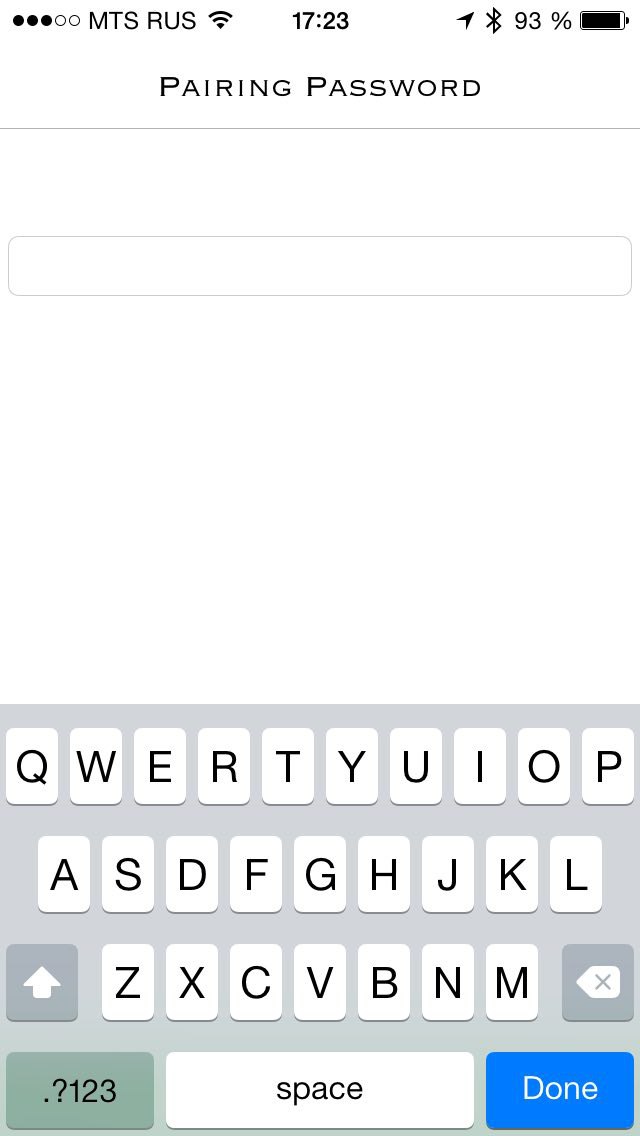 MTS RUS 17:23 93 %
PAIRING PASSWORD
Q W E R T Y U I O P
A S D F G H J K L
Z X C V B N M
.?123 space Done